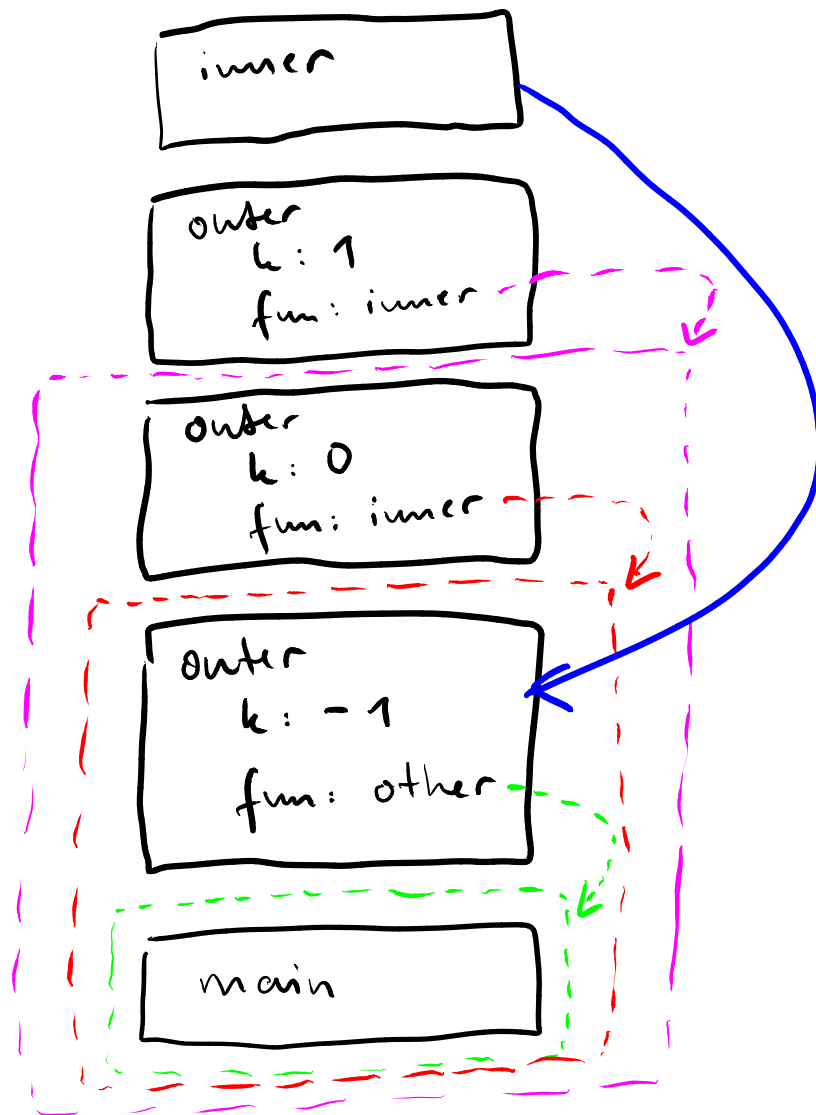 inner
outer
k: 1
fun: inner
outer
k: 0
fun: inner
outer
k: -1
fun: other
main